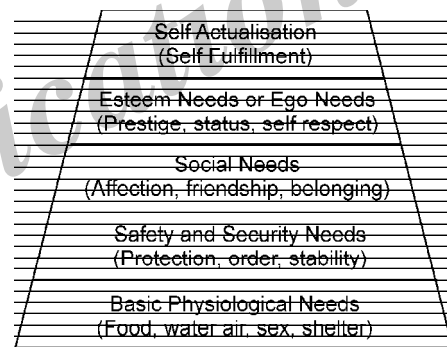 Self Actualisation
(Self Fulfillment)
Esteem Needs or Ego Needs
(Prestige, status, self respect)
Social Needs
(Affection, friendship, belonging)
Safety and Security Needs
(Protection, order, stability)
Basic Physiological Needs
(Food, water air, sex, shelter)